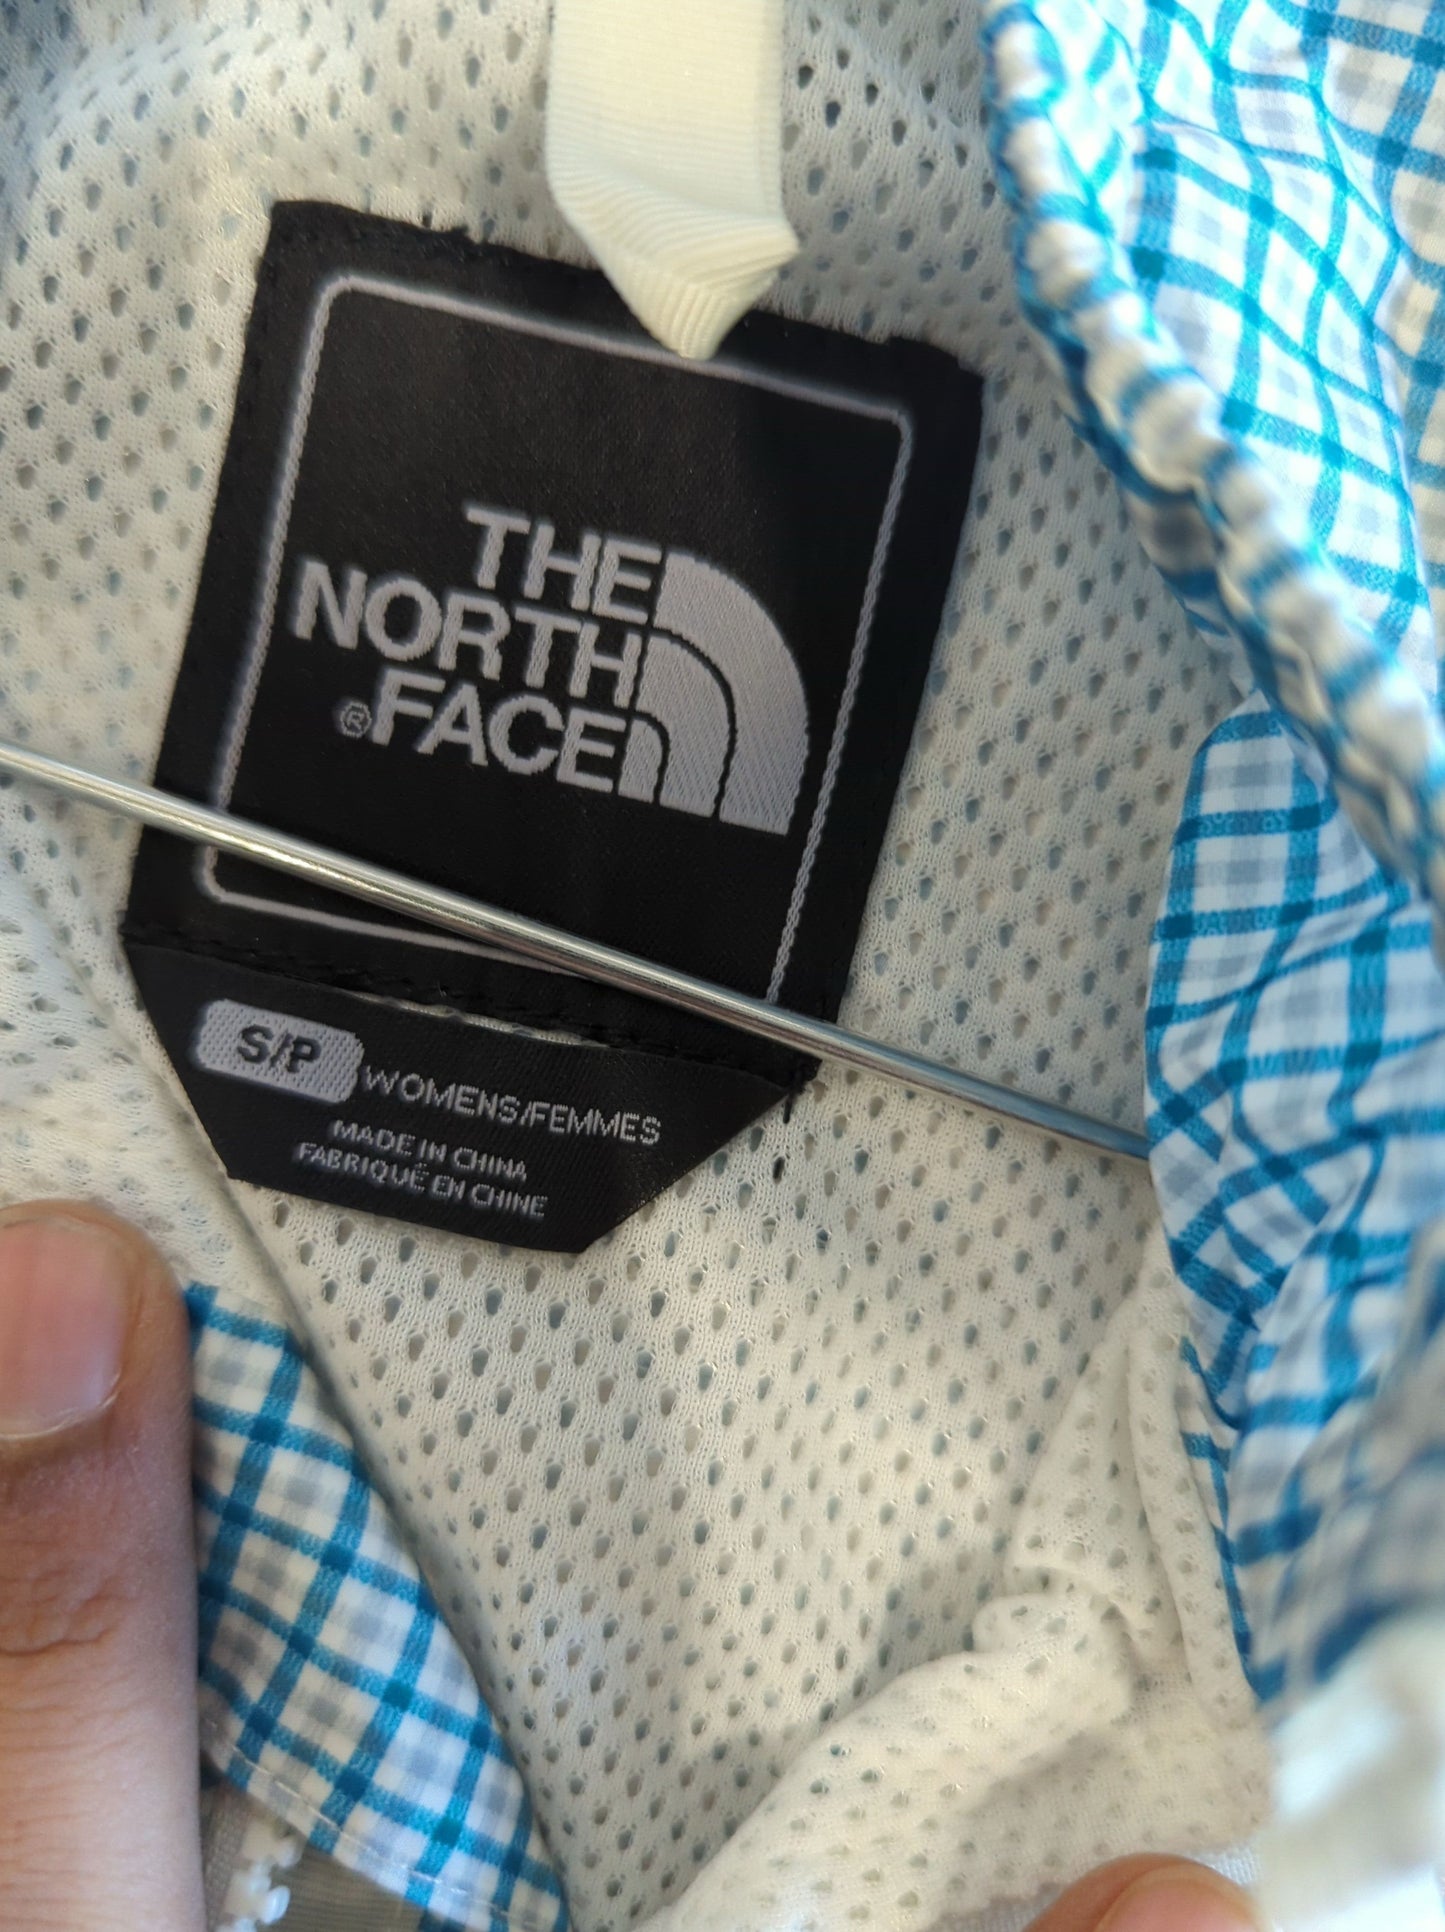 THE
NORTH
®FACE
S/P WOMENS/FEMMES
MADE IN CHINA
FABRIQUÉ EN CHINE